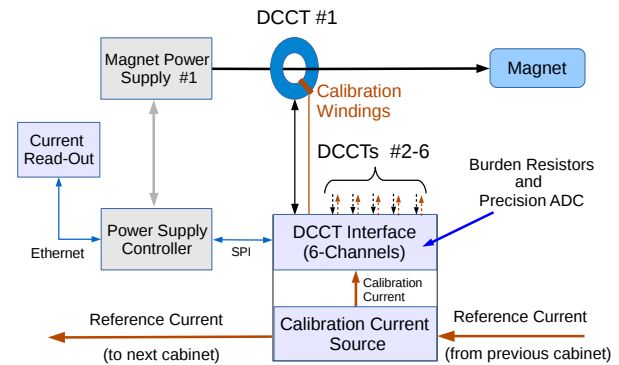 DCCT #1
Magnet Power
Supply #1
Magnet
Calibration
Windings
Current
Read-Out
DCCTs #2-6
Burden Resistors
and
Precision ADC
Power Supply
Controller
DCCT Interface
(6-Channels)
Ethernet
SPI
Calibration
Current
Reference Current
(to next cabinet)
Calibration Current
Source
Reference Current
(from previous cabinet)